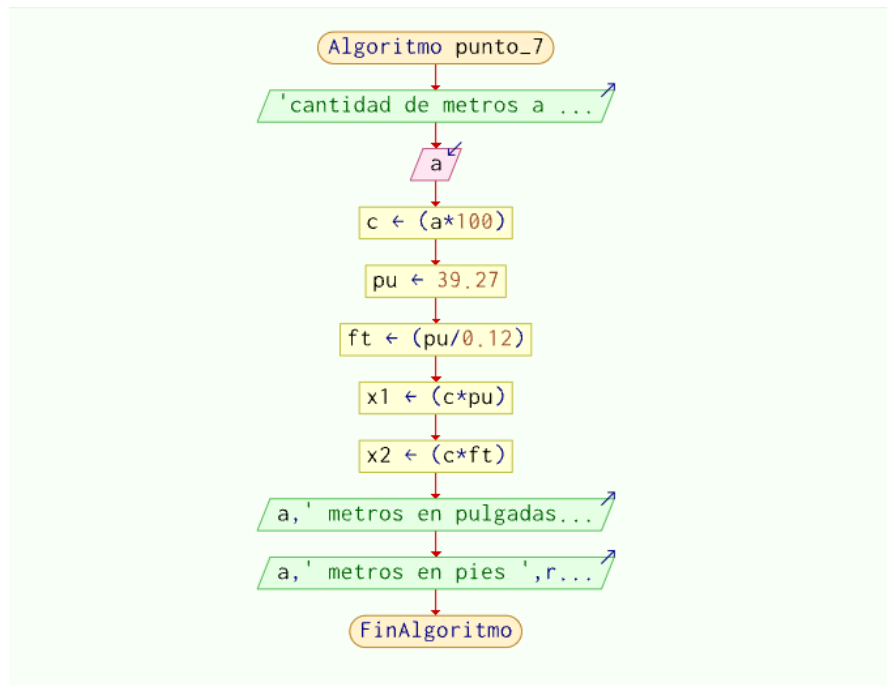 Algoritmo punto_7
'cantidad de metros a ...
a
c ← (a*100)
pu ← 39.27
ft ← (pu/0.12)
x1 ← (c*pu)
x2 ← (c*ft)
a,' metros en pulgadas...
a,' metros en pies ',r...
FinAlgoritmo